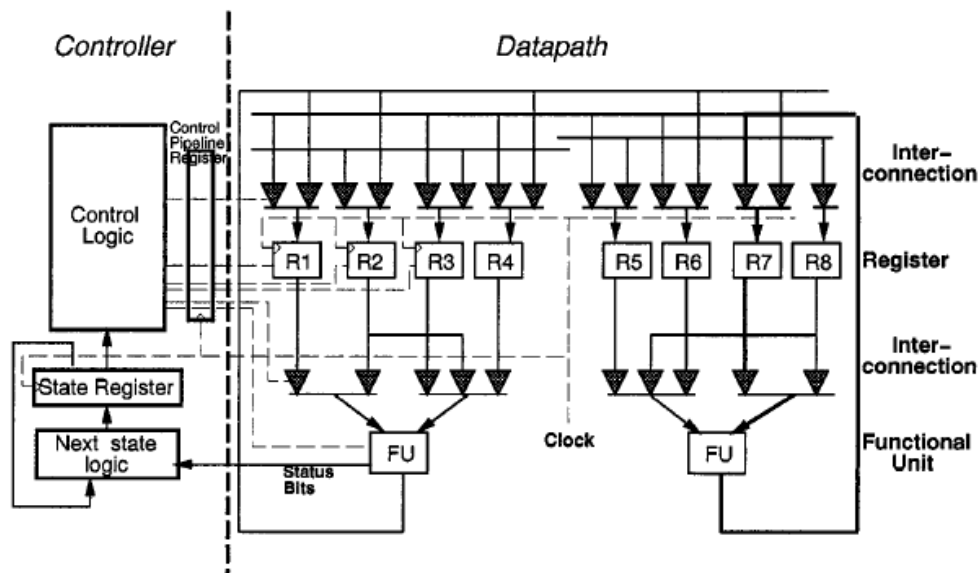 Controller
Datapath
Control
Pipeline
Register
Control
Logic
Inter-
connection
R1
R2
R3
R4
R5
R6
R7
R8
Register
Inter-
connection
State Register
Next state
logic
FU
Clock
FU
Functional
Unit
Status
Bits